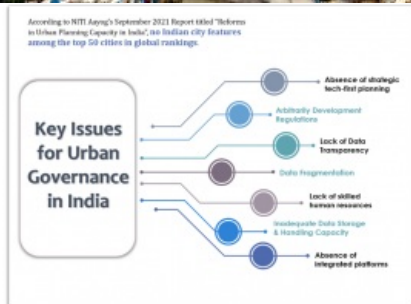 According to NITI Aayog's September 2021 Report titled "Reforms
in Urban Planning Capacity in India", no Indian city features
among the top 50 cities in global rankings.
Key Issues
for Urban
Governance
in India
Absence of strategic
tech-first planning
Arbitrarily Development
Regulations
Lack of Data
Transparency
Data Fragmentation
Lack of skilled
human resources
Inadequate Data Storage
& Handling Capacity
Absence of
integrated platforms